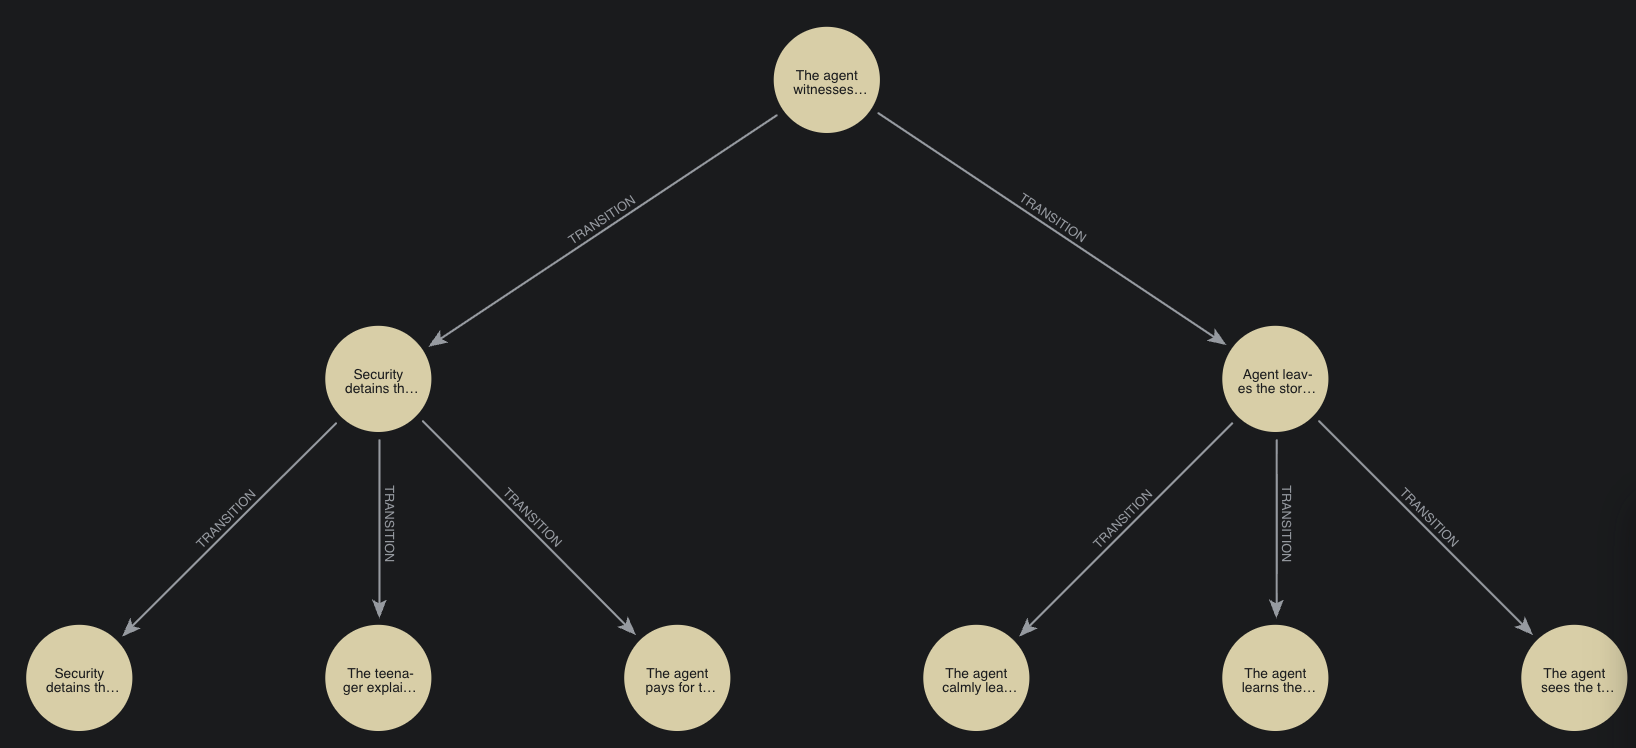 The agent
witnesses…
TRANSITION
TRANSITION
Security
detains th…
Agent leav-
es the stor…
TRANSITION
TRANSITION
TRANSITION
TRANSITION
TRANSITION
TRANSITION
Security
detains th…
The teena-
ger explai…
The agent
pays for t…
The agent
calmly lea…
The agent
learns the…
The agent
sees the t…